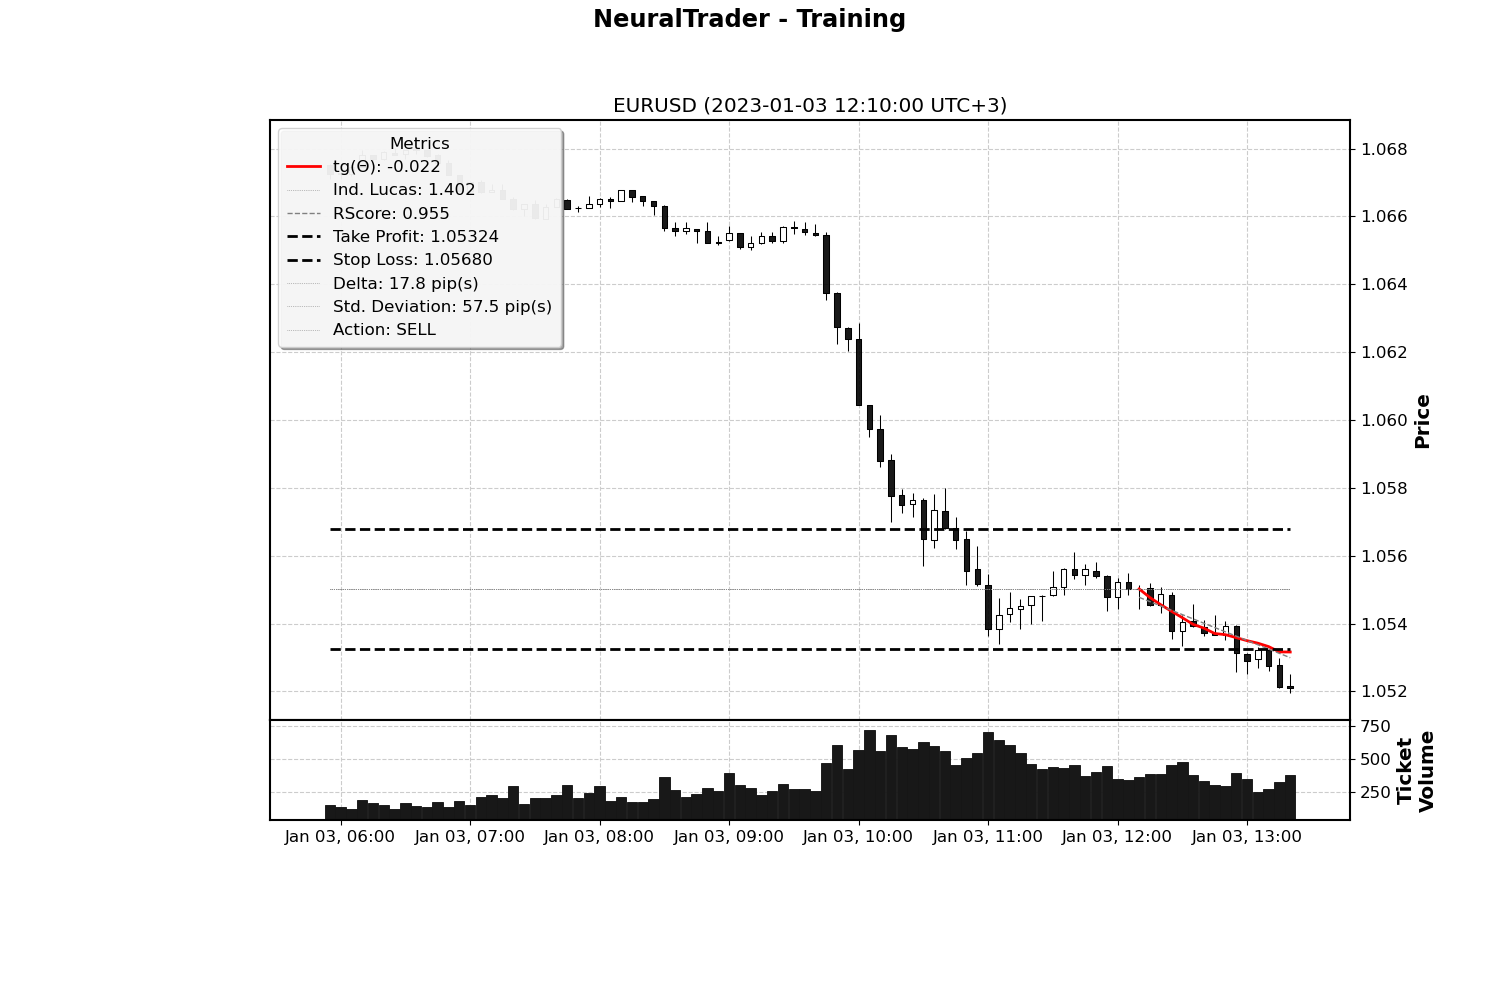 NeuralTrader - Training
EURUSD (2023-01-03 12:10:00 UTC+3)
Metrics
tg(Θ): -0.022
Ind. Lucas: 1.402
RScore: 0.955
Take Profit: 1.05324
Stop Loss: 1.05680
Delta: 17.8 pip(s)
Std. Deviation: 57.5 pip(s)
Action: SELL
1.068
1.066
1.064
1.062
1.060
1.058
1.056
1.054
1.052
Price
750
500
250
Ticket
Volume
Jan 03, 06:00
Jan 03, 07:00
Jan 03, 08:00
Jan 03, 09:00
Jan 03, 10:00
Jan 03, 11:00
Jan 03, 12:00
Jan 03, 13:00